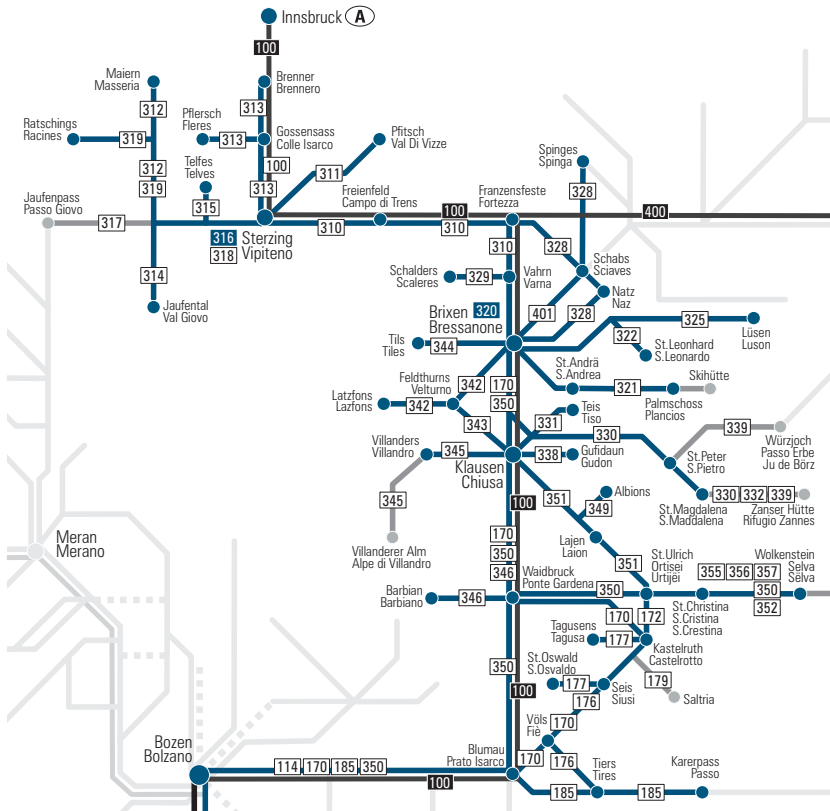 Innsbruck A
100
Maiern
Masseria
Brenner
Brennero
312
313
Pflersch
Fleres
Ratschings
Racines
319
313
Gossensass
Colle Isarco
Pfitsch
Val Di Vizze
312
319
Telfes
Telves
100
311
Spinges
Spinga
313
328
Jaufenpass
Passo Giovo
315
Freienfeld
Campo di Trens
Franzensfeste
Fortezza
317
100
400
310
310
316
318
Sterzing
Vipiteno
310
328
314
Schalders
Scaleres
329
Vahrn
Varna
Schabs
Sciaves
Natz
Naz
Jaufental
Val Giovo
Brixen 320
Bressanone
401
328
325
Lüsen
Luson
322
Tils
Tiles
344
St.Leonhard
S.Leonardo
St.Andrä
S.Andrea
Skihütte
Feldthurns
Velturno
342
170
321
Palmschoss
Plancios
Latzfons
Lazfons
342
350
Teis
Tiso
343
331
330
339
Würzjoch
Passo Erbe
Ju de Börz
Villanders
Villandro
345
Klausen
Chiusa
338
Gufidaun
Gudon
St.Peter
S.Pietro
345
100
351
Albions
349
330 332 339
St.Magdalena
S.Maddalena
Zanser Hütte
Rifugio Zannes
Meran
Merano
170
Lajen
Laion
Villanderer Alm
Alpe di Villandro
350
351
St.Ulrich
Ortisei
Urtijëi
Wolkenstein
Selva
Sëlva
346
Waidbruck
Ponte Gardena
355 356 357
350
350
352
Barbian
Barbiano
346
St.Christina
S.Cristina
S.Crestina
170
172
Tagusens
Tagusa
177
Kastelruth
Castelrotto
350
St.Oswald
S.Osvaldo
177
179
100
Seis
Siusi
Saltria
176
Völs
Fiè
170
Bozen
Bolzano
Blumau
Prato Isarco
170
176
Tiers
Tires
Karerpass
Passo
114 170 185 350
100
185
185